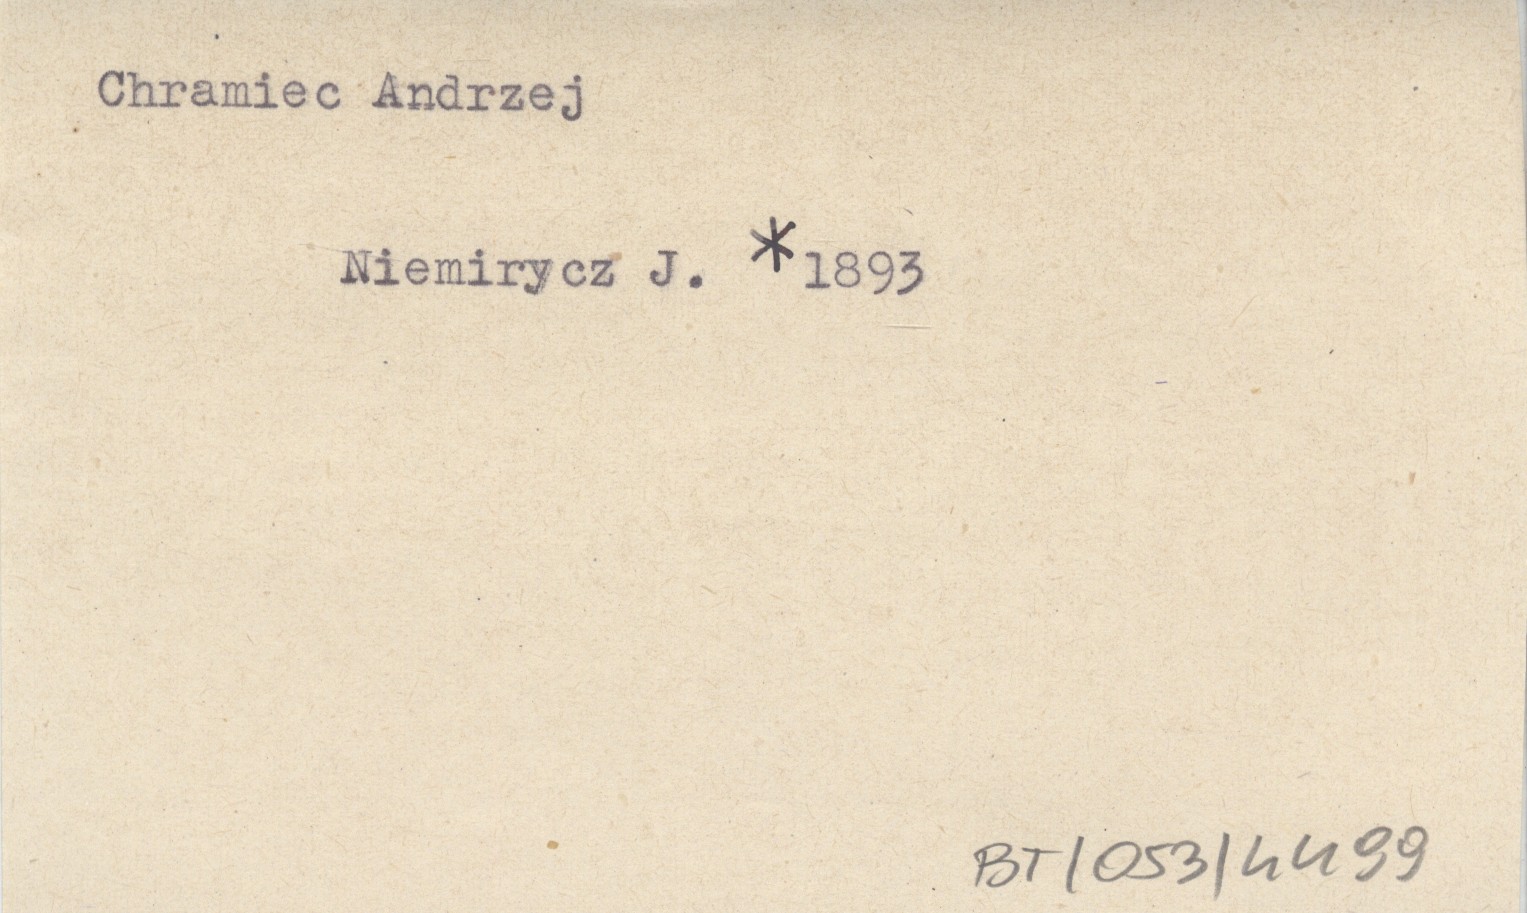 Chramiec Andrzej
Niemirycz J. *1893
BT/053/4499